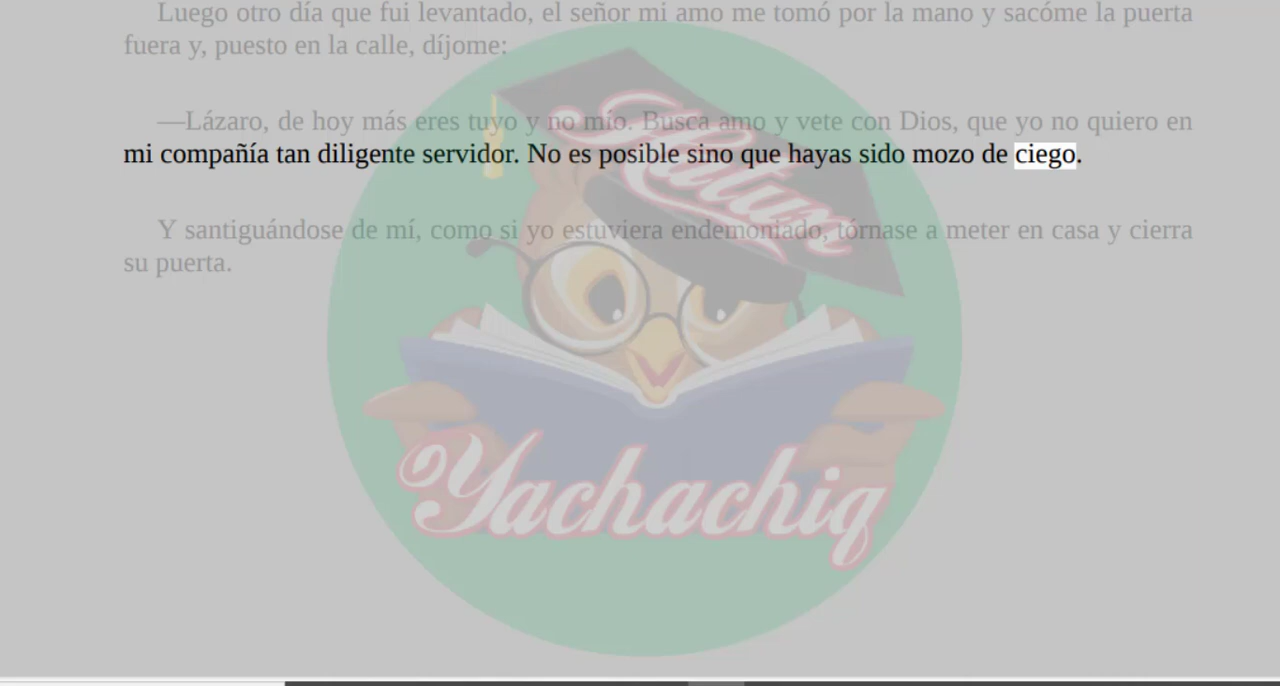 Luego otro día que fui levantado, el señor mi amo me tomó por la mano y sacóme la puerta
fuera y, puesto en la calle, díjome:
—Lázaro, de hoy más eres tuyo y no mío. Busca amo y vete con Dios, que yo no quiero en
mi compañía tan diligente servidor. No es posible sino que hayas sido mozo de ciego.
Y santiguándose de mí, como si yo estuviera endemoniado, tórnase a meter en casa y cierra
su puerta.
Hatun
Yachachiq